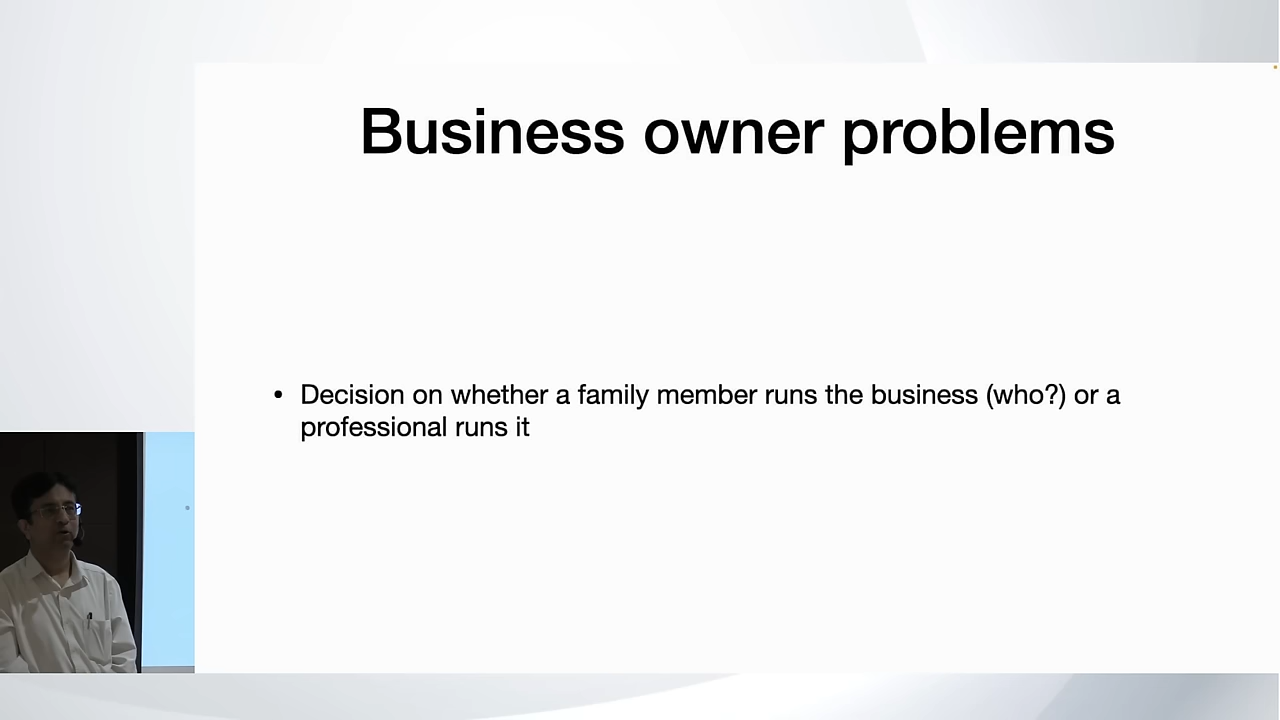 Business owner problems
• Decision on whether a family member runs the business (who?) or a
professional runs it